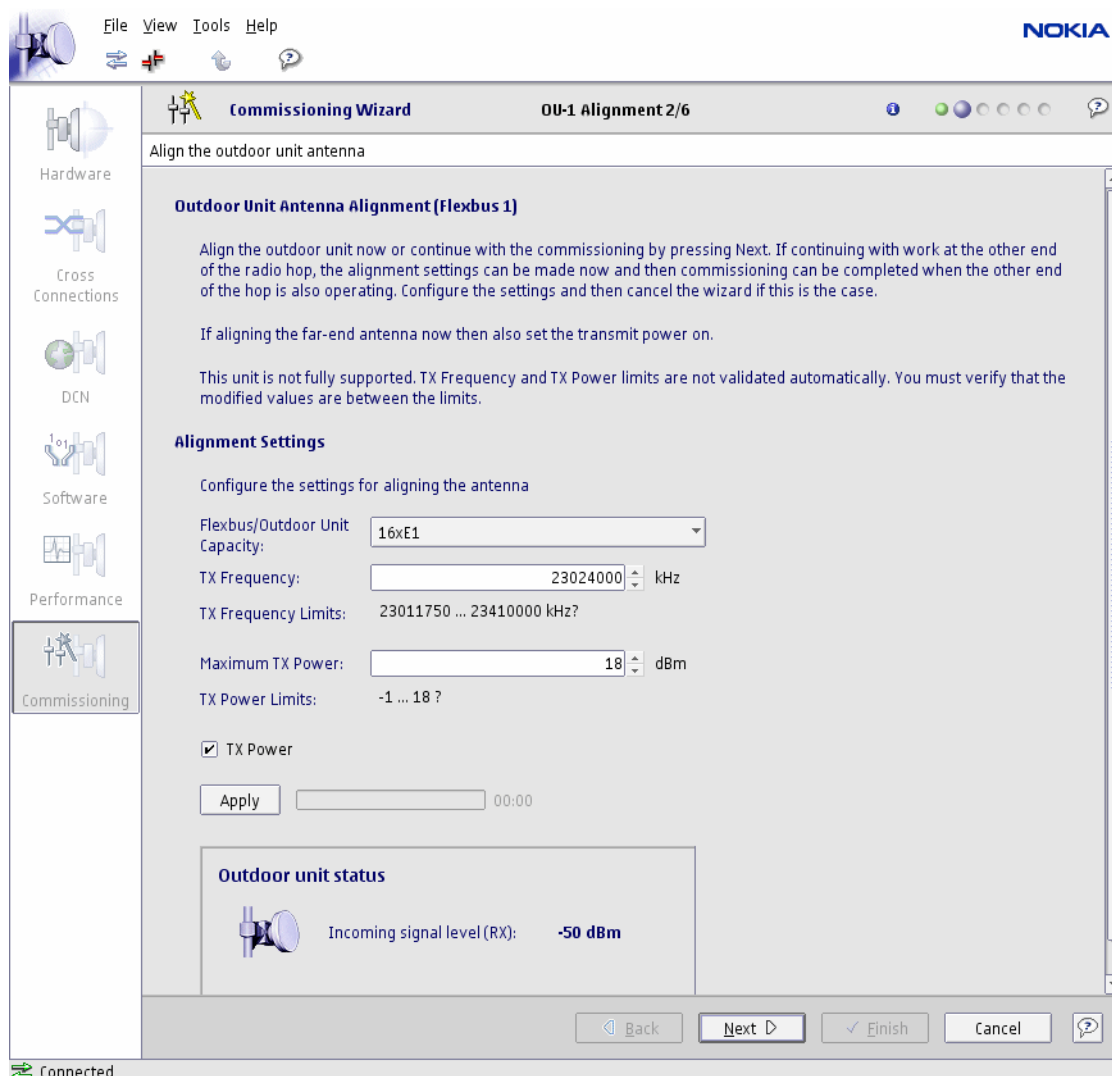 File View Tools Help
NOKIA
Commissioning Wizard
OU-1 Alignment 2/6
Align the outdoor unit antenna
Hardware
Cross
Connections
DCN
Software
Performance
Commissioning
Outdoor Unit Antenna Alignment (Flexbus 1)
Align the outdoor unit now or continue with the commissioning by pressing Next. If continuing with work at the other end
of the radio hop, the alignment settings can be made now and then commissioning can be completed when the other end
of the hop is also operating. Configure the settings and then cancel the wizard if this is the case.
If aligning the far-end antenna now then also set the transmit power on.
This unit is not fully supported. TX Frequency and TX Power limits are not validated automatically. You must verify that the
modified values are between the limits.
Alignment Settings
Configure the settings for aligning the antenna
Flexbus/Outdoor Unit
Capacity:
16xE1
TX Frequency: 23024000 kHz
TX Frequency Limits: 23011750 ... 23410000 kHz?
Maximum TX Power: 18 dBm
TX Power Limits: -1 ... 18 ?
TX Power
Apply 00:00
Outdoor unit status
Incoming signal level (RX): -50 dBm
Back Next Finish Cancel
Connected